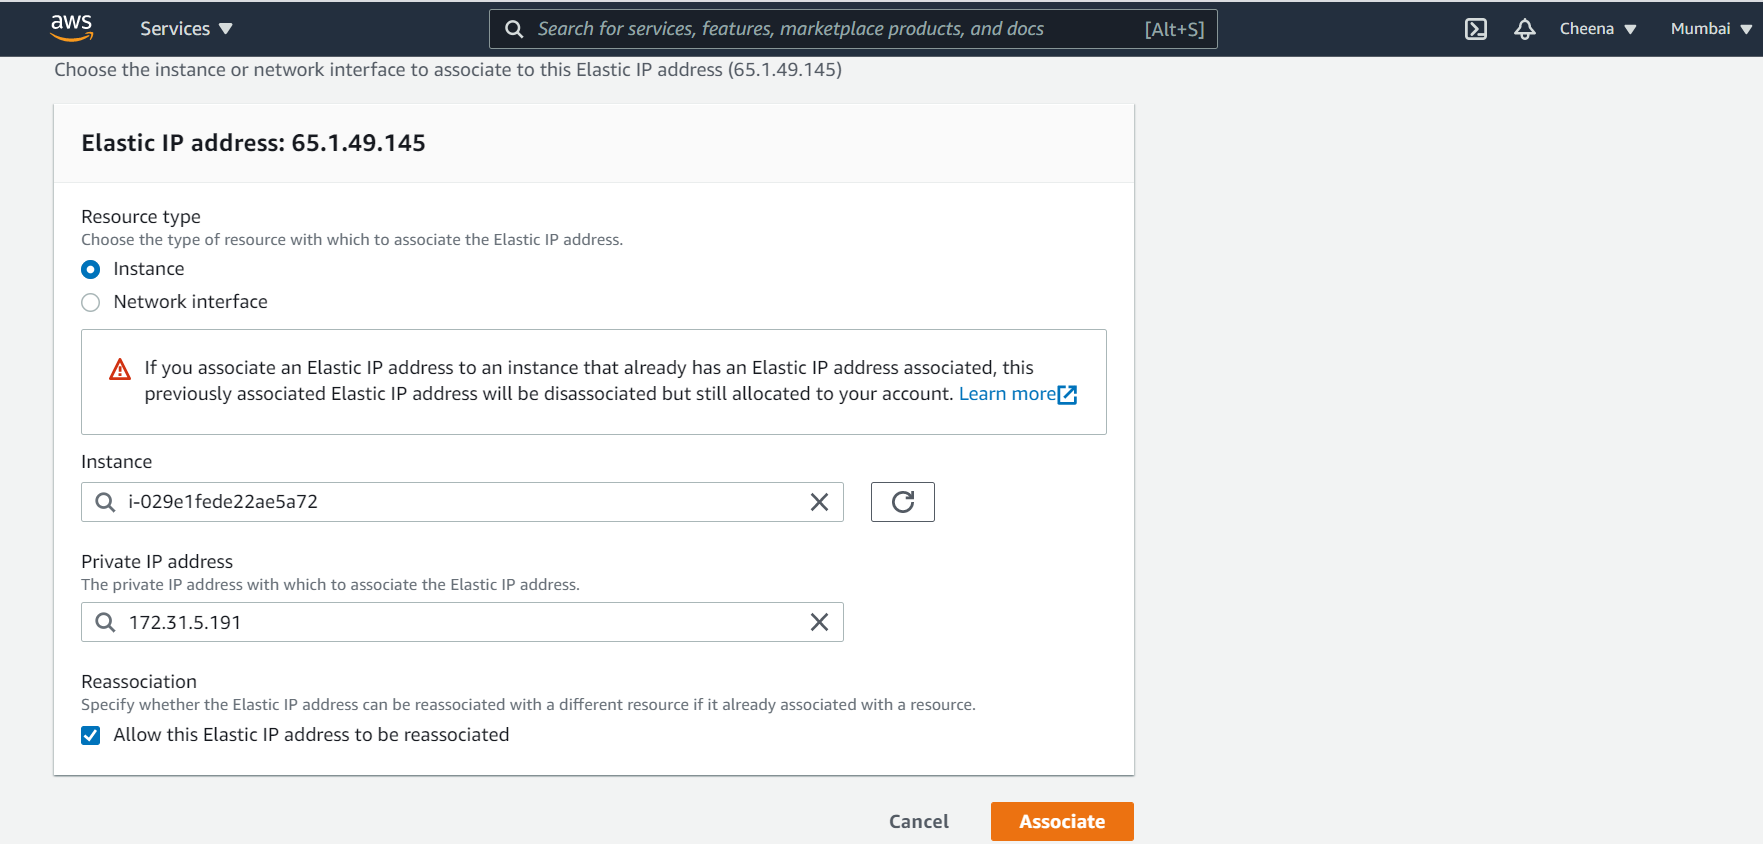 aws Services Search for services, features, marketplace products, and docs [Alt+S] Cheena Mumbai
Choose the instance or network interface to associate to this Elastic IP address (65.1.49.145)
Elastic IP address: 65.1.49.145
Resource type
Choose the type of resource with which to associate the Elastic IP address.
Instance
Network interface
If you associate an Elastic IP address to an instance that already has an Elastic IP address associated, this
previously associated Elastic IP address will be disassociated but still allocated to your account. Learn more
Instance
i-029e1fede22ae5a72
Private IP address
The private IP address with which to associate the Elastic IP address.
172.31.5.191
Reassociation
Specify whether the Elastic IP address can be reassociated with a different resource if it already associated with a resource.
Allow this Elastic IP address to be reassociated
Cancel Associate